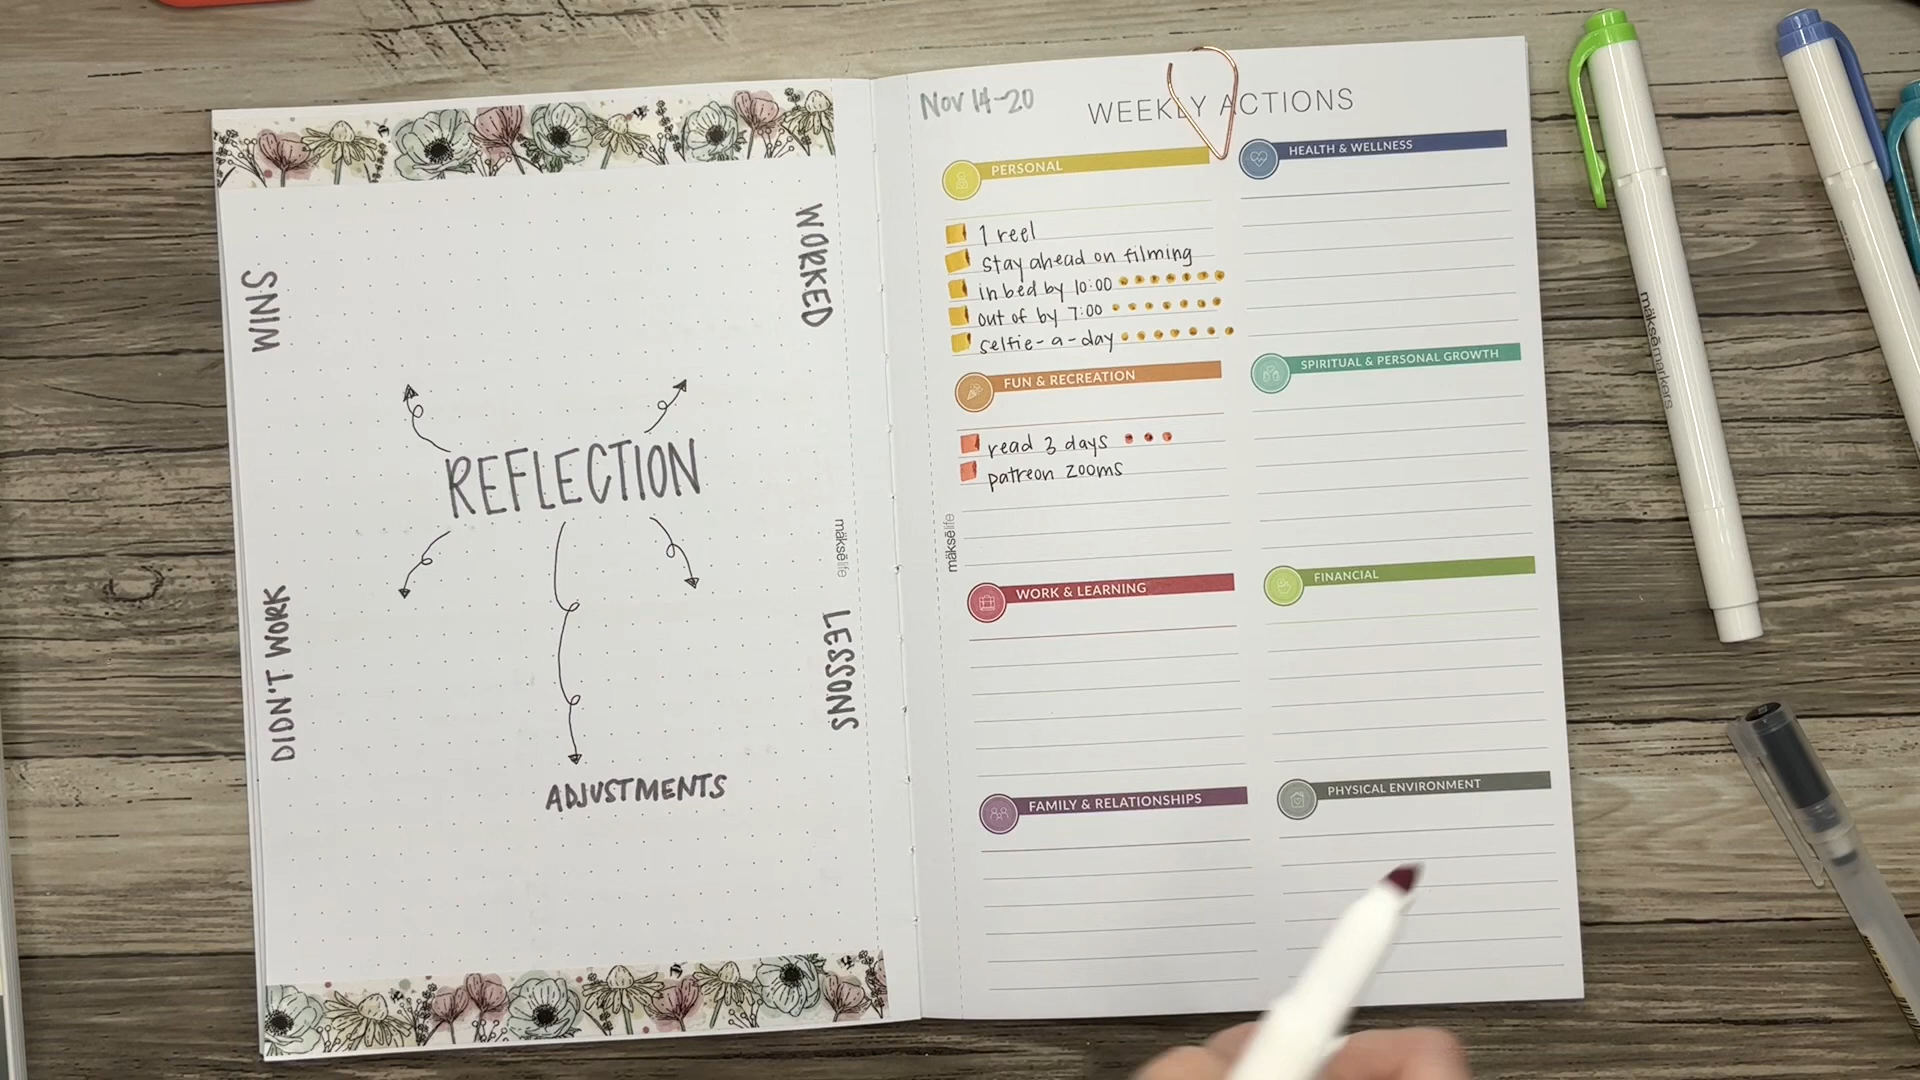 WINS
WORKED
REFLECTION
DIDN'T WORK
LESSONS
ADJUSTMENTS
mäksēlife
Nov 14-20
WEEKLY ACTIONS
PERSONAL
1 reel
stay ahead on filming
in bed by 10:00
out of by 7:00
selfie-a-day
FUN & RECREATION
read 3 days
patreon zooms
WORK & LEARNING
FAMILY & RELATIONSHIPS
HEALTH & WELLNESS
SPIRITUAL & PERSONAL GROWTH
FINANCIAL
PHYSICAL ENVIRONMENT
mäksēlife
mäksēmarkers